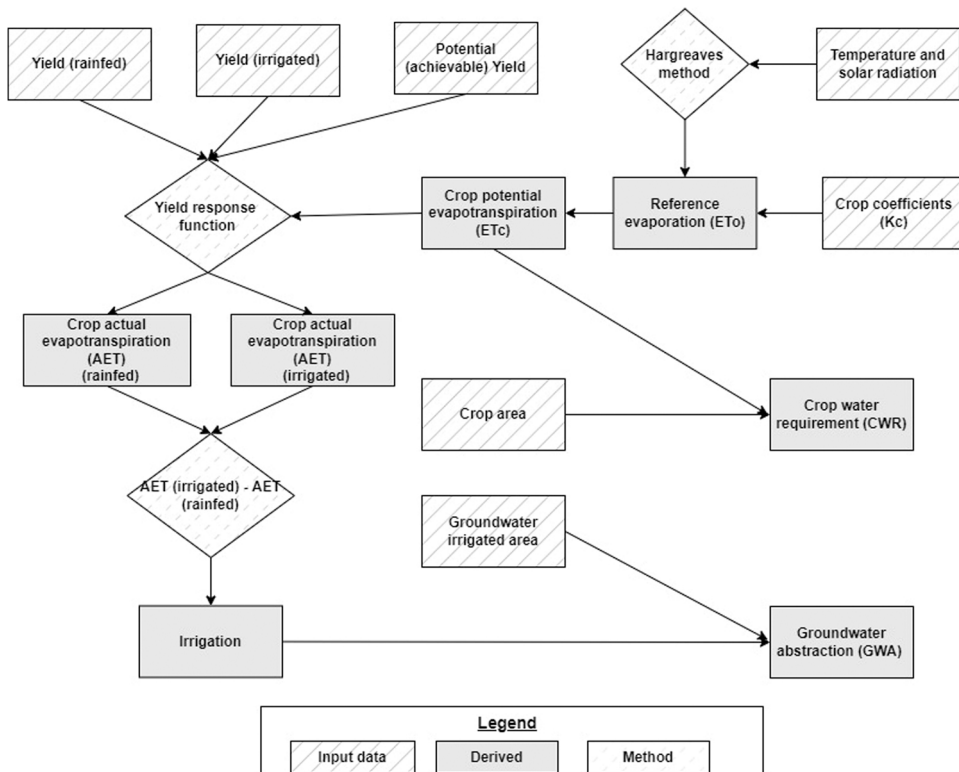 Yield (rainfed)
Yield (irrigated)
Potential
(achievable) Yield
Hargreaves
method
Temperature and
solar radiation
Yield response
function
Crop potential
evapotranspiration
(ETc)
Reference
evaporation (ETo)
Crop coefficients
(Kc)
Crop actual
evapotranspiration
(AET)
(rainfed)
Crop actual
evapotranspiration
(AET)
(irrigated)
Crop area
Crop water
requirement (CWR)
AET (irrigated) - AET
(rainfed)
Groundwater
irrigated area
Irrigation
Groundwater
abstraction (GWA)
Legend
Input data
Derived
Method